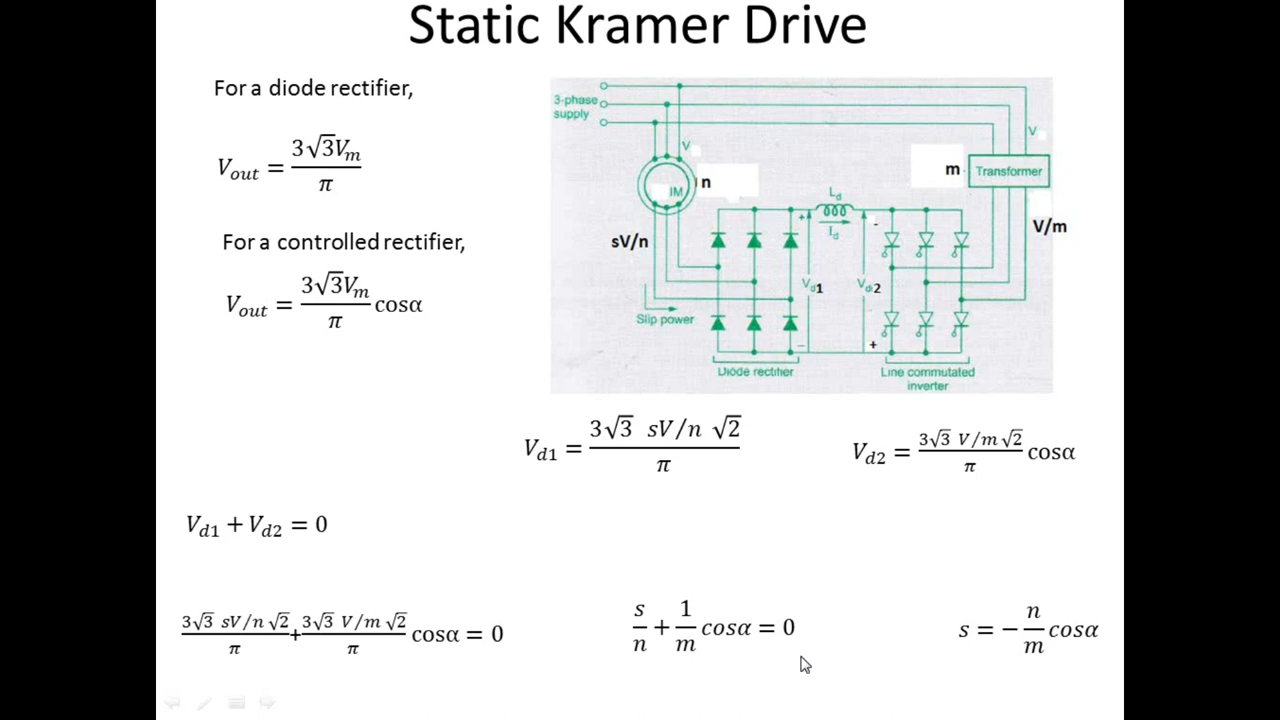 Static Kramer Drive
For a diode rectifier,
V_out = 3√3V_m / π
For a controlled rectifier,
V_out = 3√3V_m / π cosα
3-phase
supply
V
V
IM
n
m
Transformer
sV/n
V/m
L_d
I_d
+
-
V_d1
V_d2
Slip power
–
+
Diode rectifier
Line commutated
inverter
V_d1 = 3√3 sV/n √2 / π
V_d2 = 3√3 V/m √2 / π cosα
V_d1 + V_d2 = 0
3√3 sV/n √2 / π + 3√3 V/m √2 / π cosα = 0
s/n + 1/m cosα = 0
s = − n/m cosα